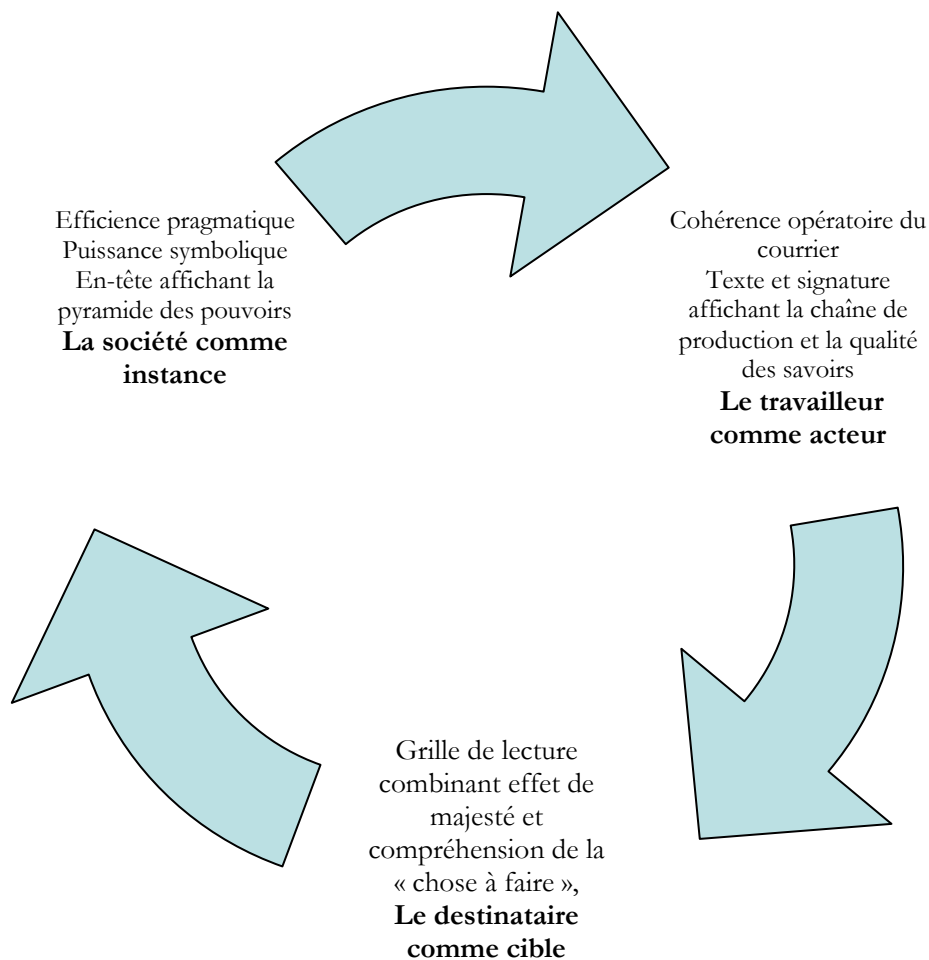 Efficience pragmatique
Puissance symbolique
En-tête affichant la
pyramide des pouvoirs
La société comme
instance
Cohérence opératoire du
courrier
Texte et signature
affichant la chaîne de
production et la qualité
des savoirs
Le travailleur
comme acteur
Grille de lecture
combinant effet de
majesté et
compréhension de la
« chose à faire »,
Le destinataire
comme cible